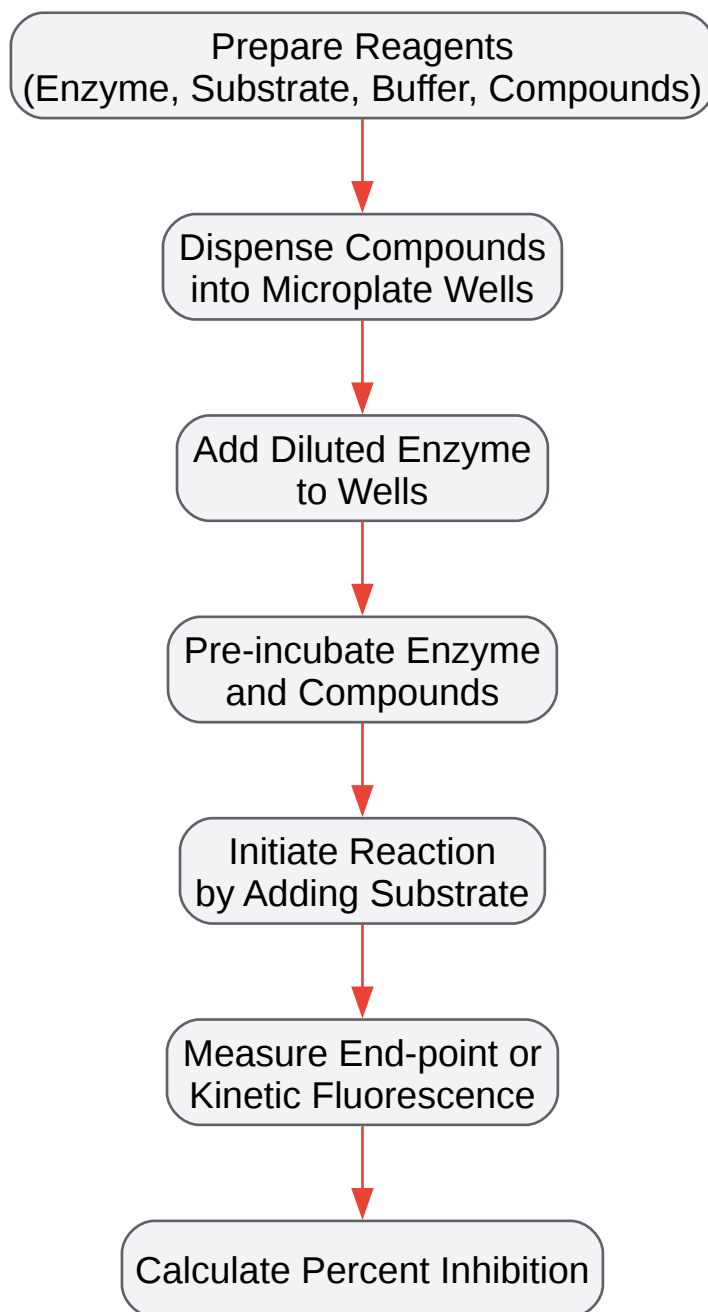 Prepare Reagents
(Enzyme, Substrate, Buffer, Compounds)
Dispense Compounds
into Microplate Wells
Add Diluted Enzyme
to Wells
Pre-incubate Enzyme
and Compounds
Initiate Reaction
by Adding Substrate
Measure End-point or
Kinetic Fluorescence
Calculate Percent Inhibition